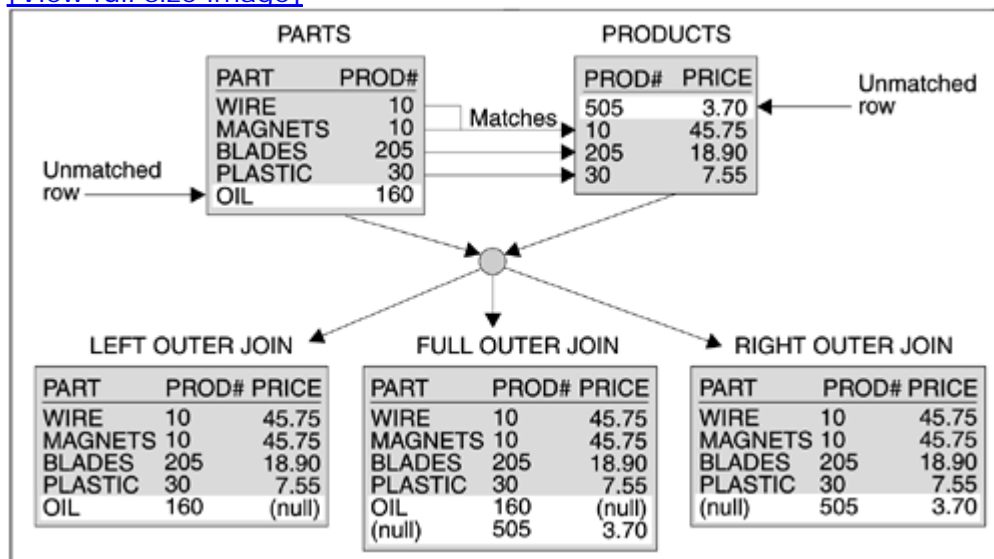 [View full size image]
PARTS
PART PROD#
WIRE 10
MAGNETS 10
BLADES 205
PLASTIC 30
OIL 160
Unmatched
row
Matches
PRODUCTS
PROD# PRICE
505 3.70
10 45.75
205 18.90
30 7.55
Unmatched
row
LEFT OUTER JOIN
PART PROD# PRICE
WIRE 10 45.75
MAGNETS 10 45.75
BLADES 205 18.90
PLASTIC 30 7.55
OIL 160 (null)
FULL OUTER JOIN
PART PROD# PRICE
WIRE 10 45.75
MAGNETS 10 45.75
BLADES 205 18.90
PLASTIC 30 7.55
OIL 160 (null)
(null) 505 3.70
RIGHT OUTER JOIN
PART PROD# PRICE
WIRE 10 45.75
MAGNETS 10 45.75
BLADES 205 18.90
PLASTIC 30 7.55
(null) 505 3.70